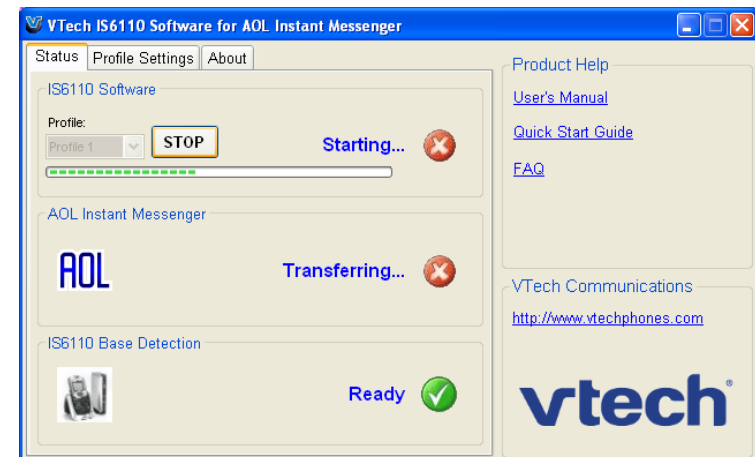 VTech IS6110 Software for AOL Instant Messenger
Status Profile Settings About
IS6110 Software
Profile:
Profile 1
STOP
Starting...
AOL Instant Messenger
AOL
Transferring...
IS6110 Base Detection
Ready
Product Help
User's Manual
Quick Start Guide
FAQ
VTech Communications
http://www.vtechphones.com
vtech®